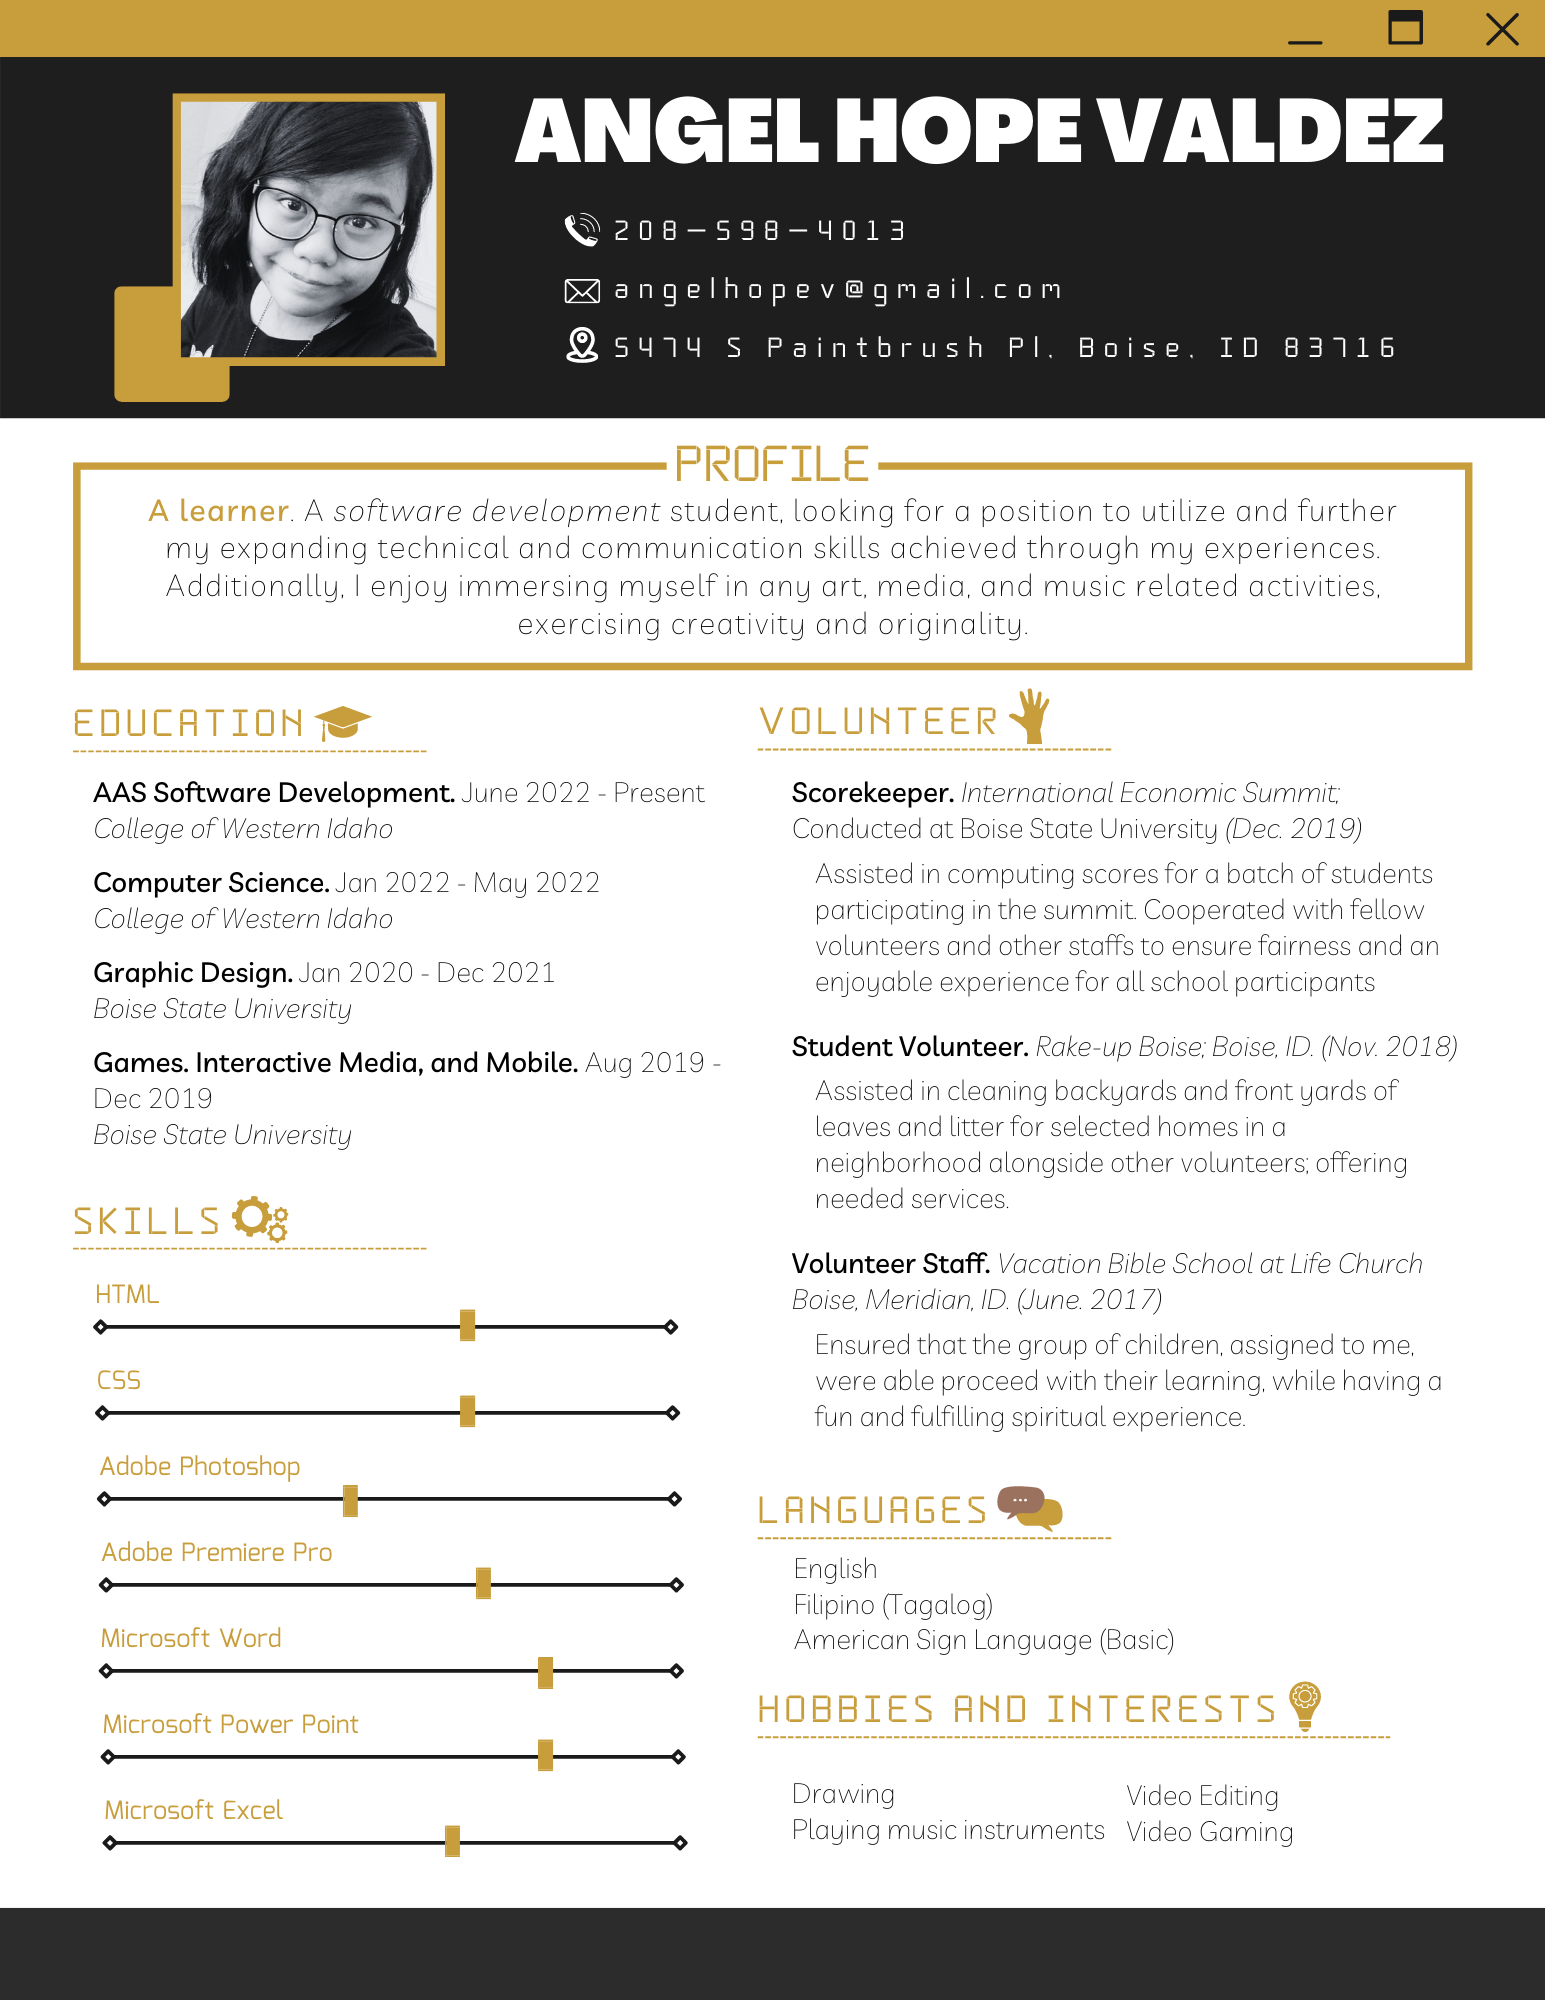 ANGEL HOPE VALDEZ
208-598-4013
angelhopev@gmail.com
5474 S Paintbrush Pl, Boise, ID 83716
PROFILE
A learner. A software development student, looking for a position to utilize and further
my expanding technical and communication skills achieved through my experiences.
Additionally, I enjoy immersing myself in any art, media, and music related activities,
exercising creativity and originality.
EDUCATION
AAS Software Development. June 2022 - Present
College of Western Idaho
Computer Science. Jan 2022 - May 2022
College of Western Idaho
Graphic Design. Jan 2020 - Dec 2021
Boise State University
Games. Interactive Media, and Mobile. Aug 2019 -
Dec 2019
Boise State University
SKILLS
HTML
CSS
Adobe Photoshop
Adobe Premiere Pro
Microsoft Word
Microsoft Power Point
Microsoft Excel
VOLUNTEER
Scorekeeper. International Economic Summit;
Conducted at Boise State University (Dec. 2019)
Assisted in computing scores for a batch of students
participating in the summit. Cooperated with fellow
volunteers and other staffs to ensure fairness and an
enjoyable experience for all school participants
Student Volunteer. Rake-up Boise; Boise, ID. (Nov. 2018)
Assisted in cleaning backyards and front yards of
leaves and litter for selected homes in a
neighborhood alongside other volunteers; offering
needed services.
Volunteer Staff. Vacation Bible School at Life Church
Boise, Meridian, ID. (June. 2017)
Ensured that the group of children, assigned to me,
were able proceed with their learning, while having a
fun and fulfilling spiritual experience.
LANGUAGES
English
Filipino (Tagalog)
American Sign Language (Basic)
HOBBIES AND INTERESTS
Drawing
Playing music instruments
Video Editing
Video Gaming